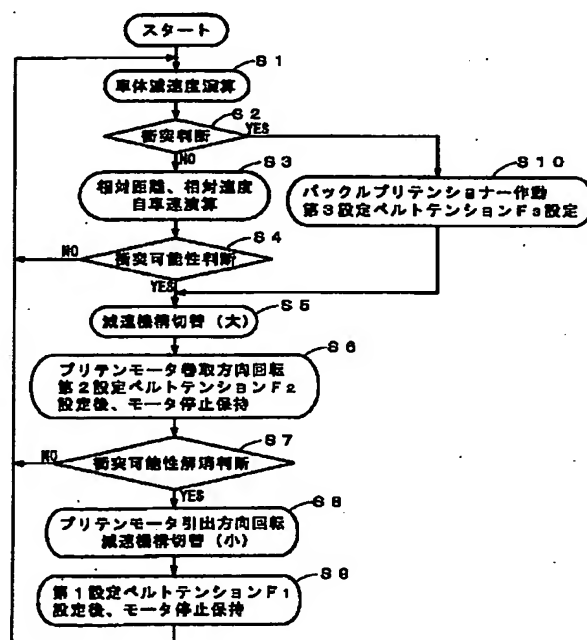 スタート
S1
車体減速度演算
S2
衝突判断
YES
NO
S3
相対距離、相対速度
自車速演算
S10
バックルプリテンショナー作動
第3設定ベルトテンションF3設定
S4
NO
衝突可能性判断
YES
S5
減速機構切替(大)
S6
プリテンモータ巻取方向回転
第2設定ベルトテンションF2
設定後、モータ停止保持
S7
NO
衝突可能性解消判断
YES
S8
プリテンモータ引出方向回転
減速機構切替(小)
S9
第1設定ベルトテンションF1
設定後、モータ停止保持